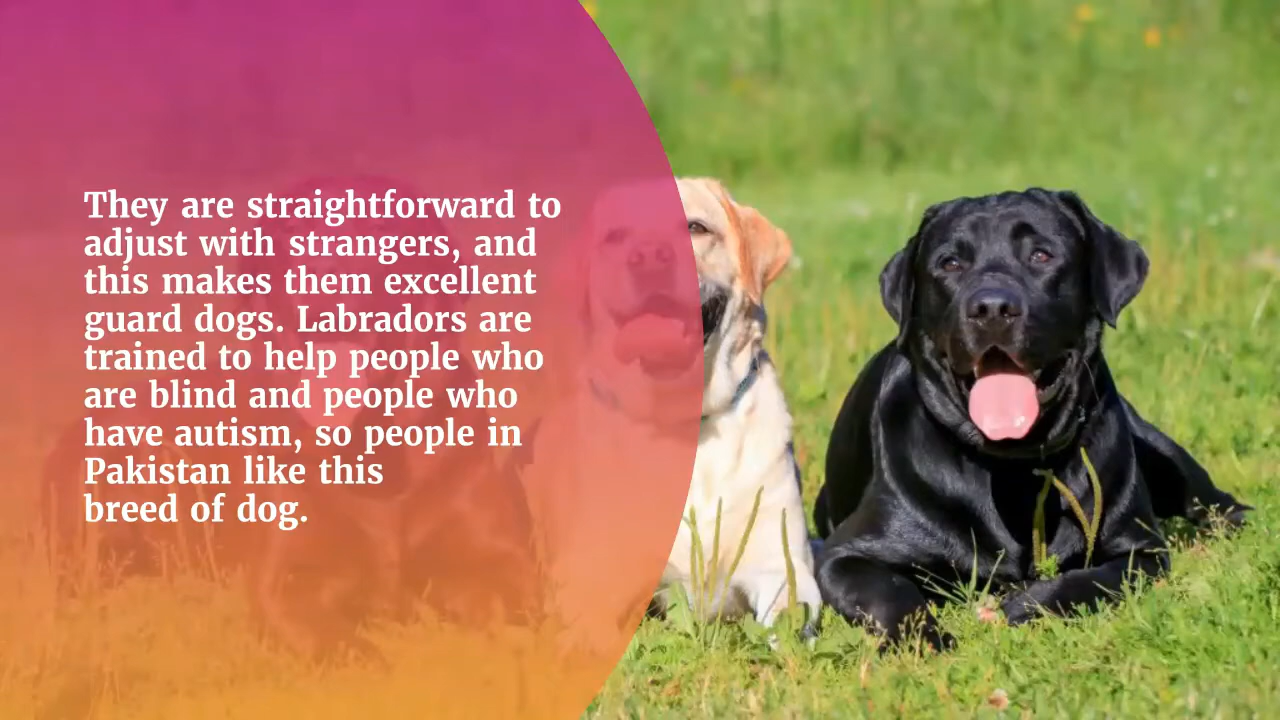 They are straightforward to
adjust with strangers, and
this makes them excellent
guard dogs. Labradors are
trained to help people who
are blind and people who
have autism, so people in
Pakistan like this
breed of dog.